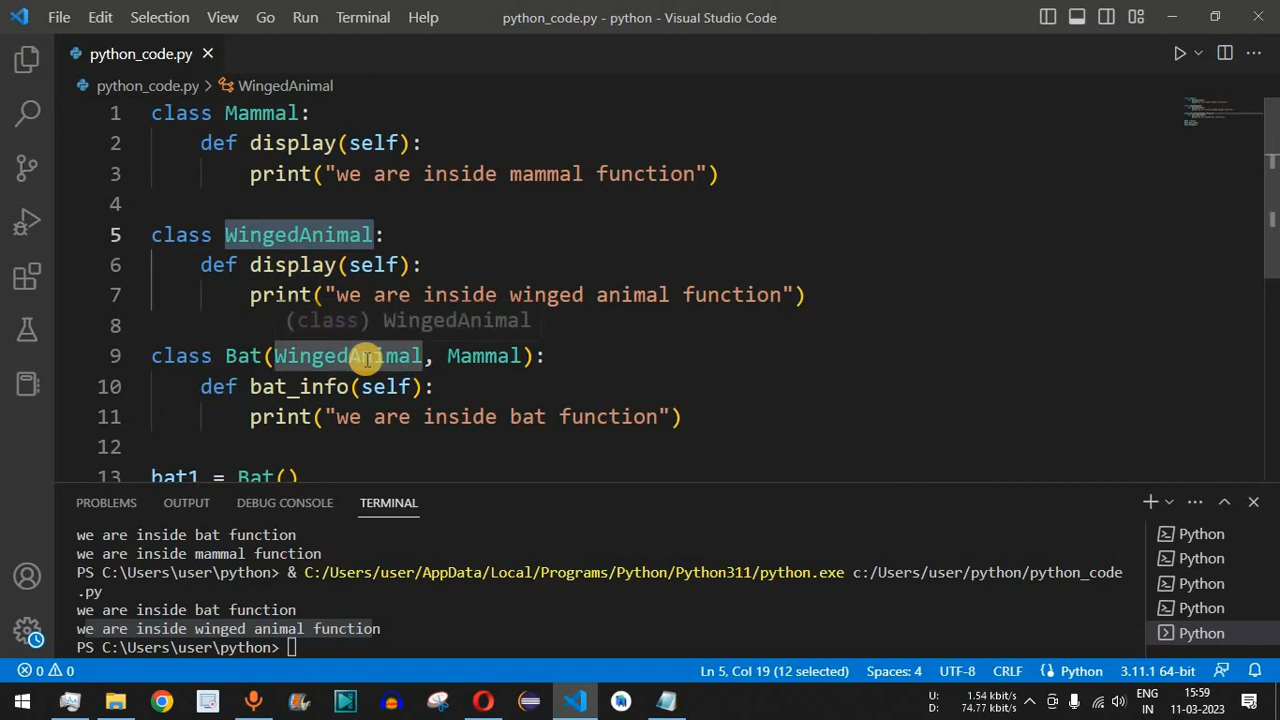 File Edit Selection View Go Run Terminal Help python_code.py - python - Visual Studio Code
python_code.py
python_code.py > WingedAnimal
1 class Mammal:
2 def display(self):
3 print("we are inside mammal function")
4
5 class WingedAnimal:
6 def display(self):
7 print("we are inside winged animal function")
(class) WingedAnimal
8
9 class Bat(WingedAnimal, Mammal):
10 def bat_info(self):
11 print("we are inside bat function")
12
13 bat1 = Bat()
PROBLEMS OUTPUT DEBUG CONSOLE TERMINAL
we are inside bat function
we are inside mammal function
PS C:\Users\user\python> & C:/Users/user/AppData/Local/Programs/Python/Python311/python.exe c:/Users/user/python/python_code
.py
we are inside bat function
we are inside winged animal function
PS C:\Users\user\python>
Python
Python
Python
Python
Python
0 0 Ln 5, Col 19 (12 selected) Spaces: 4 UTF-8 CRLF Python 3.11.1 64-bit
U: 1.54 kbit/s
D: 74.77 kbit/s
ENG
IN
15:59
11-03-2023